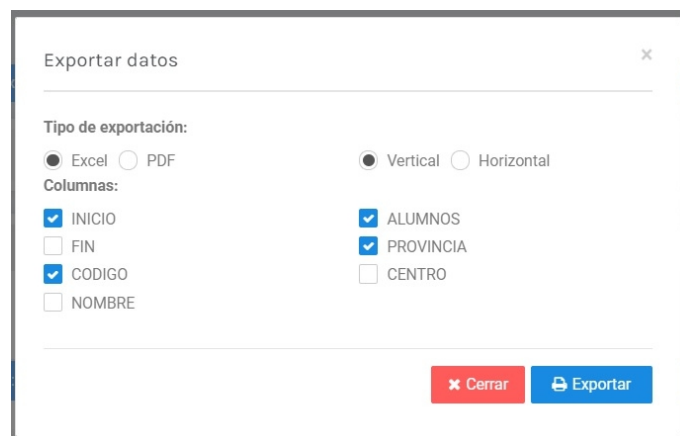 Exportar datos ×
Tipo de exportación:
Excel PDF Vertical Horizontal
Columnas:
INICIO ALUMNOS
FIN PROVINCIA
CODIGO CENTRO
NOMBRE
Cerrar Exportar